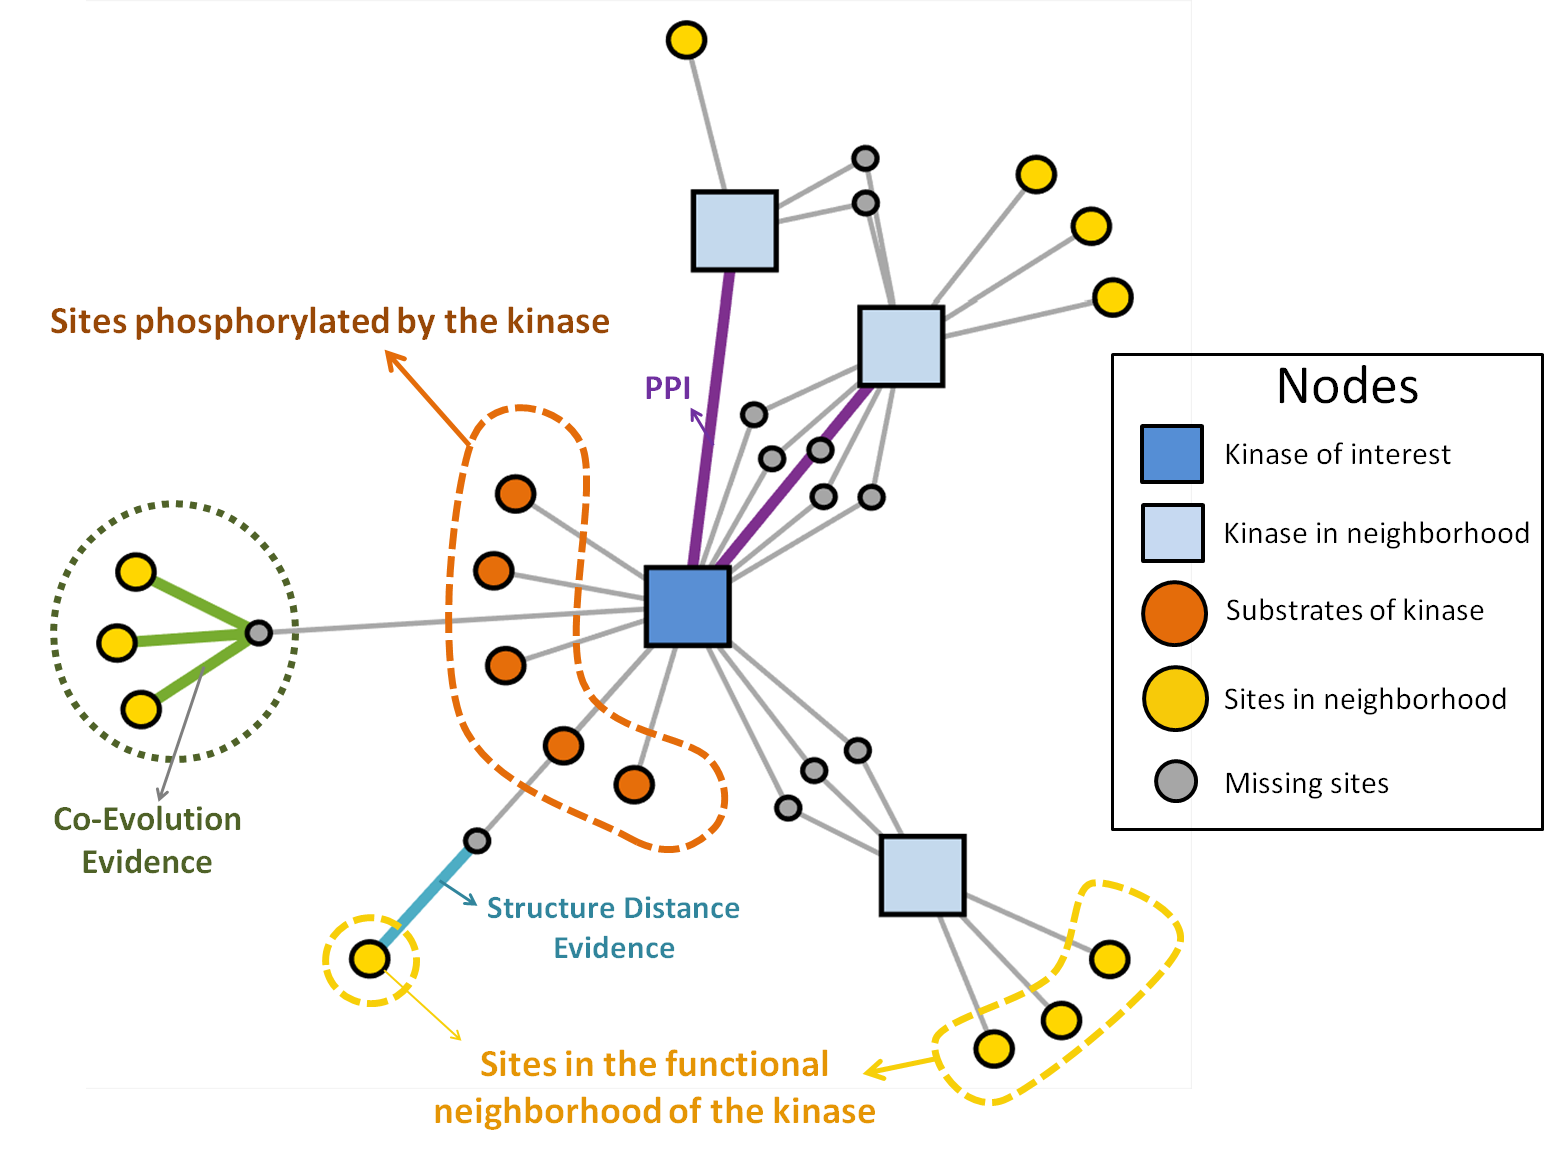 Sites phosphorylated by the kinase
PPI
Nodes
Kinase of interest
Kinase in neighborhood
Substrates of kinase
Sites in neighborhood
Missing sites
Co-Evolution
Evidence
Structure Distance
Evidence
Sites in the functional
neighborhood of the kinase